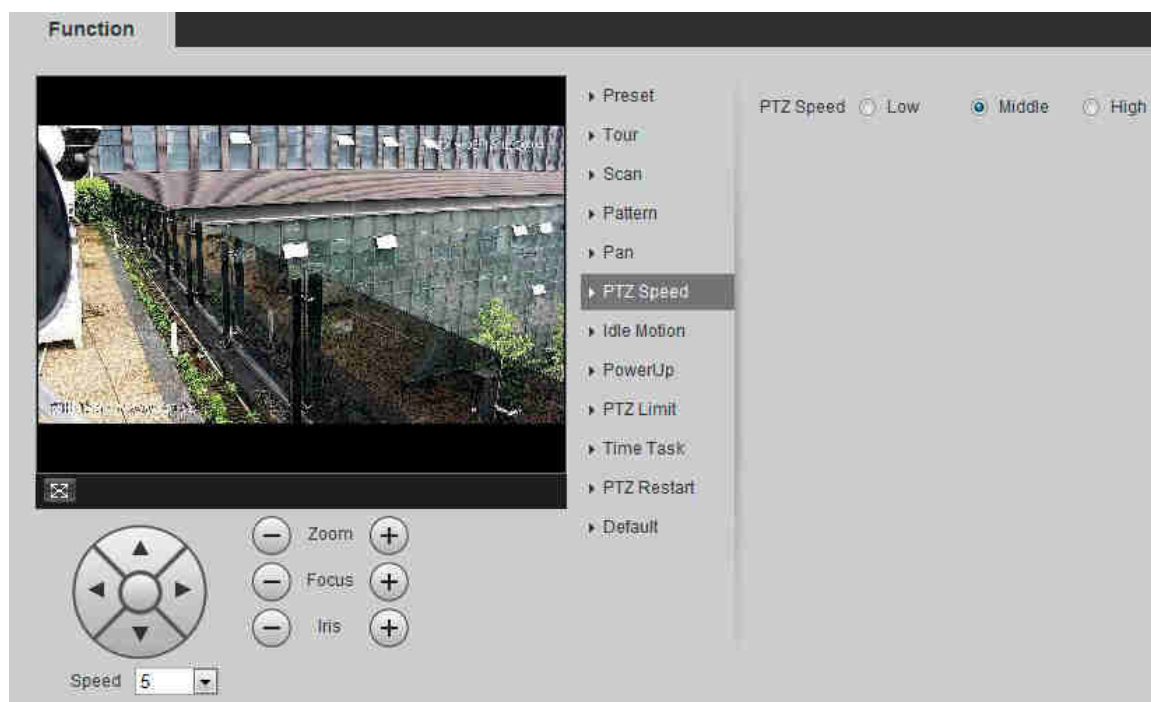 Function
Preset
Tour
Scan
Pattern
Pan
PTZ Speed
Idle Motion
PowerUp
PTZ Limit
Time Task
PTZ Restart
Default
PTZ Speed Low Middle High
Zoom
Focus
Iris
Speed 5